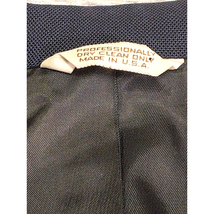 PROFESSIONALLY
DRY CLEAN ONLY
MADE IN U.S.A.